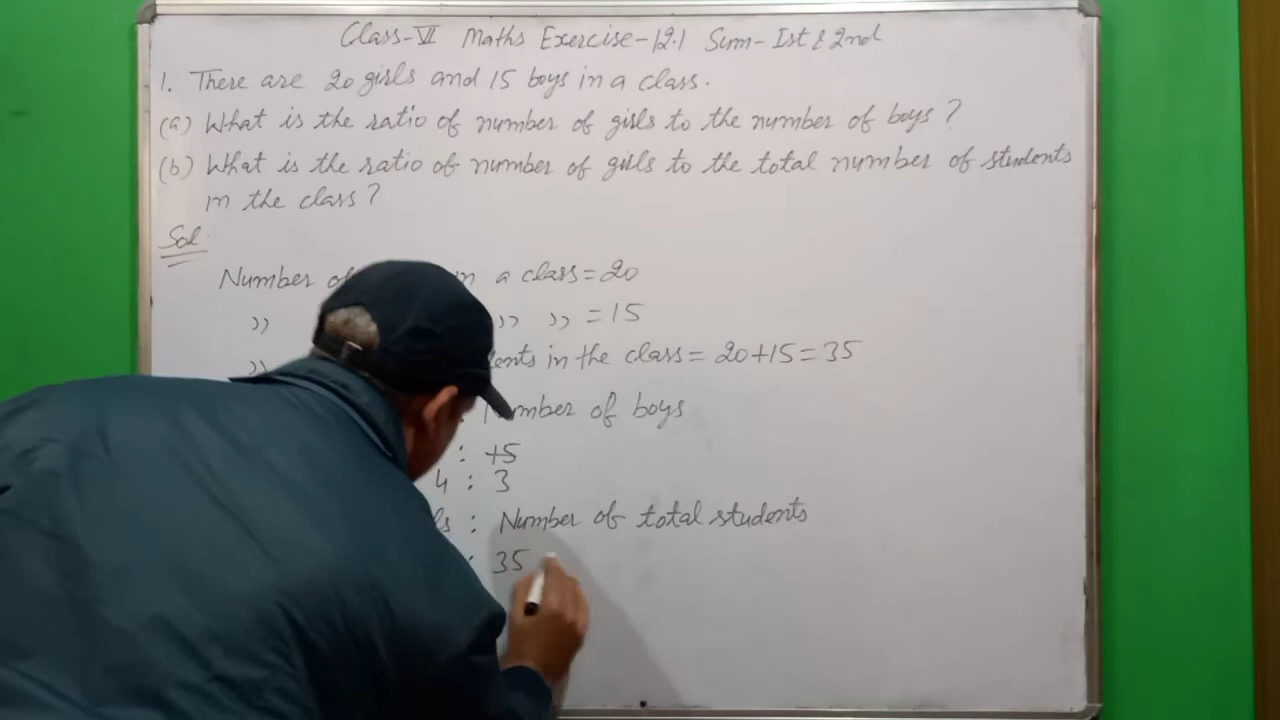 Class-VI Maths Exercise-12.1 Sum-Ist & 2nd
1. There are 20 girls and 15 boys in a class.
(a) What is the ratio of number of girls to the number of boys ?
(b) What is the ratio of number of girls to the total number of students
in the class ?
Sol.
Number of in a class = 20
,, ,, ,, = 15
,, in the class = 20+15 = 35
: Number of boys
: 15
4 : 3
: Number of total students
: 35